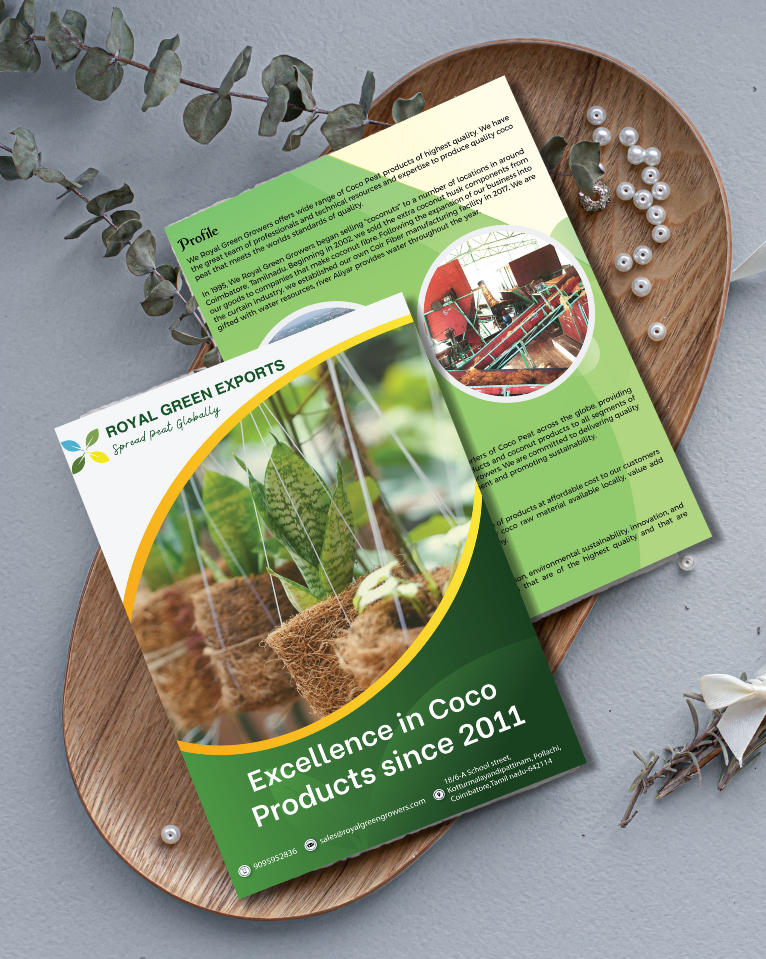 Profile
We Royal Green Growers offers wide range of Coco Peat products of highest quality. We have
the great team of professionals and technical resources and expertise to produce quality coco
peat that meets the worlds standards of quality.
In 1995, We Royal Green Growers began selling "coconuts" to a number of locations in around
Coimbatore, Tamilnadu. Beginning in 2002, we sold the extra coconut husk components from
our goods to companies that make coconut fibre. Following the expansion of our business into
the curtain industry, we established our own Coir Fiber manufacturing facility in 2017. We are
gifted with water resources, river Aliyar provides water throughout the year.
of Coco Peat across the globe, providing
and coconut products to all segments of
We are committed to delivering quality
and promoting sustainability.
of products at affordable cost to our customers
coco raw material available locally, value add
environmental sustainability, innovation, and
that are of the highest quality and that are
ROYAL GREEN EXPORTS
Spread Peat Globally
Excellence in Coco
Products since 2011
9095952836
sales@royalgreengrowers.com
18/6-A School street,
Kotturmalayandipattinam, Pollachi,
Coimbatore,Tamil nadu-642114